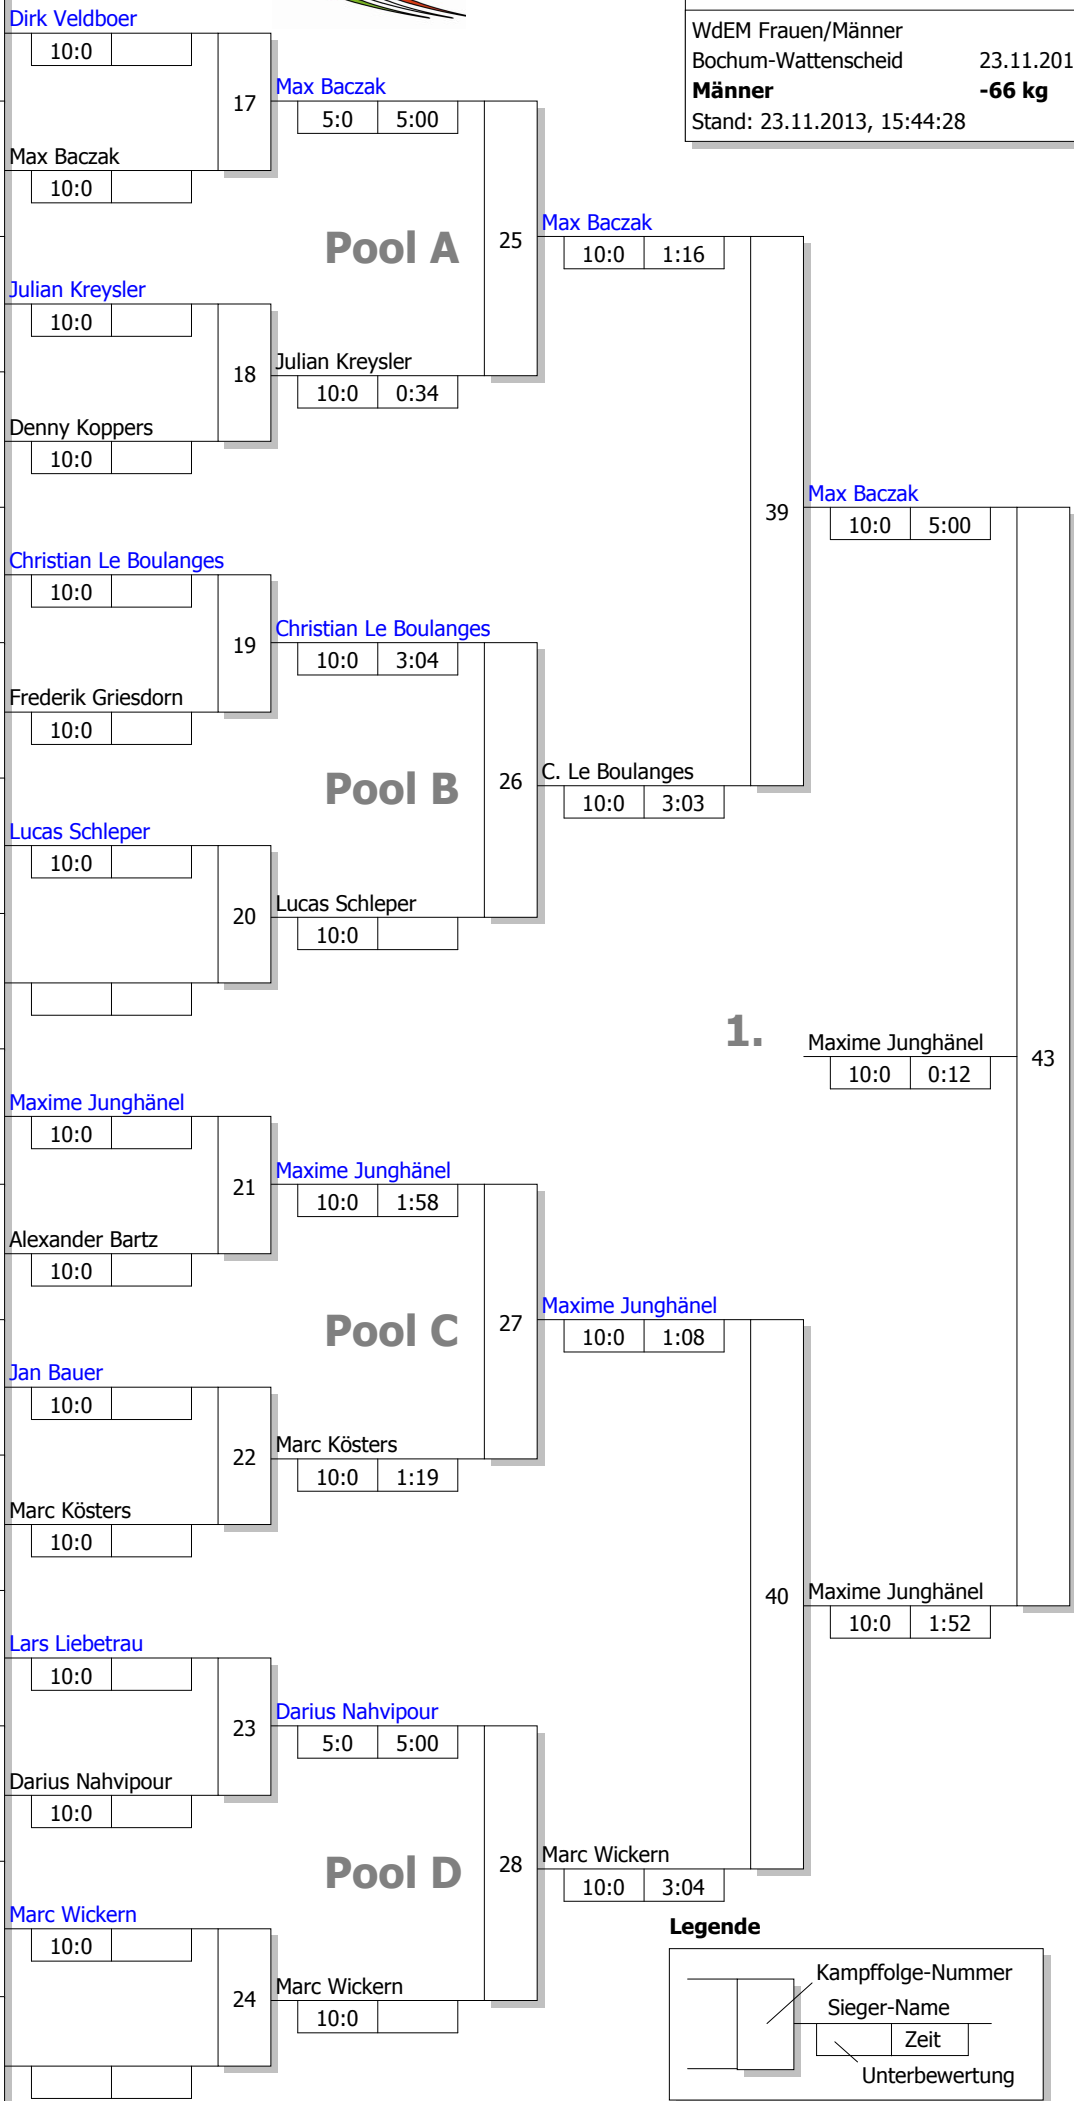 Dirk Veldboer
10:0
WdEM Frauen/Männer
Bochum-Wattenscheid 23.11.201
Männer -66 kg
Stand: 23.11.2013, 15:44:28
17
Max Baczak
5:0 5:00
Max Baczak
10:0
Pool A
25
Max Baczak
10:0 1:16
Julian Kreysler
10:0
18
Julian Kreysler
10:0 0:34
Denny Koppers
10:0
39
Max Baczak
10:0 5:00
Christian Le Boulanges
10:0
19
Christian Le Boulanges
10:0 3:04
Frederik Griesdorn
10:0
Pool B
26
C. Le Boulanges
10:0 3:03
Lucas Schleper
10:0
20
Lucas Schleper
10:0
1.
Maxime Junghänel
10:0 0:12
43
Maxime Junghänel
10:0
21
Maxime Junghänel
10:0 1:58
Alexander Bartz
10:0
Pool C
27
Maxime Junghänel
10:0 1:08
Jan Bauer
10:0
22
Marc Kösters
10:0 1:19
Marc Kösters
10:0
40
Maxime Junghänel
10:0 1:52
Lars Liebetrau
10:0
23
Darius Nahvipour
5:0 5:00
Darius Nahvipour
10:0
Pool D
28
Marc Wickern
10:0 3:04
Marc Wickern
10:0
24
Marc Wickern
10:0
Legende
Kampffolge-Nummer
Sieger-Name
Zeit
Unterbewertung